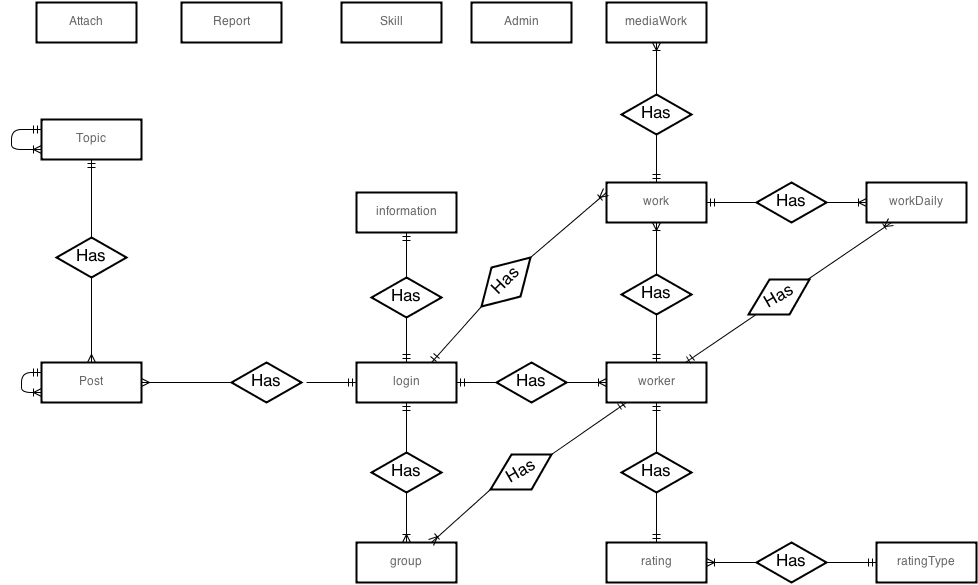 Attach
Report
Skill
Admin
mediaWork
Has
Topic
information
work
Has
workDaily
Has
Has
Has
Has
Has
Has
Post
Has
login
Has
worker
Has
Has
Has
group
rating
Has
ratingType